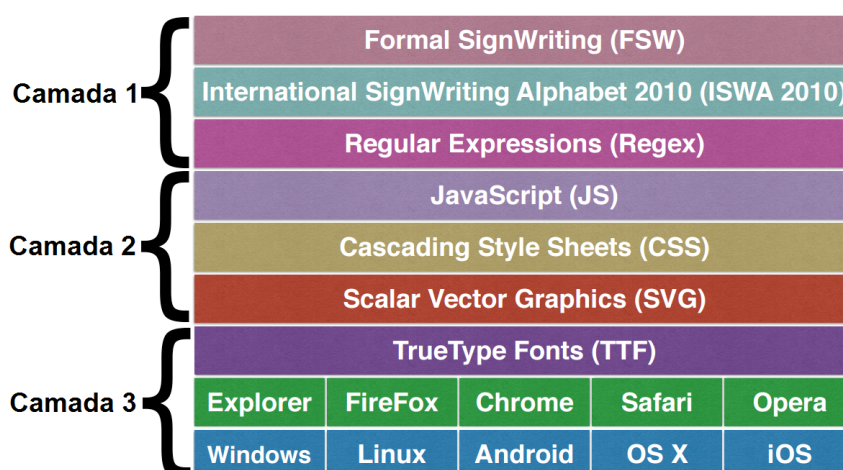 Formal SignWriting (FSW)
Camada 1
International SignWriting Alphabet 2010 (ISWA 2010)
Regular Expressions (Regex)
JavaScript (JS)
Camada 2
Cascading Style Sheets (CSS)
Scalar Vector Graphics (SVG)
TrueType Fonts (TTF)
Camada 3
Explorer FireFox Chrome Safari Opera
Windows Linux Android OS X iOS